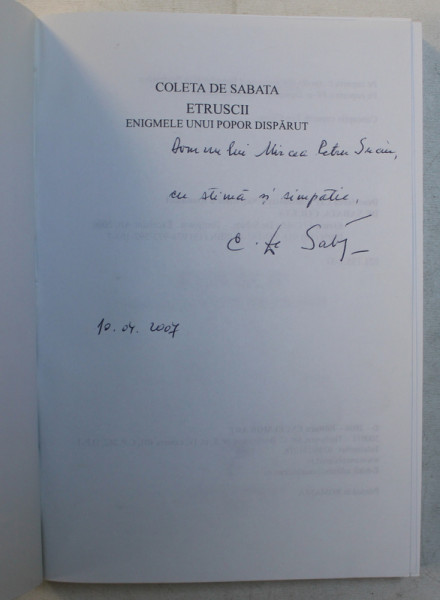 COLETA DE SABATA
ETRUSCII
ENIGMELE UNUI POPOR DISPĂRUT
Domnului Mircea Petru Suciu,
cu stimă și simpatie,
C. de Sabata
10.04.2007